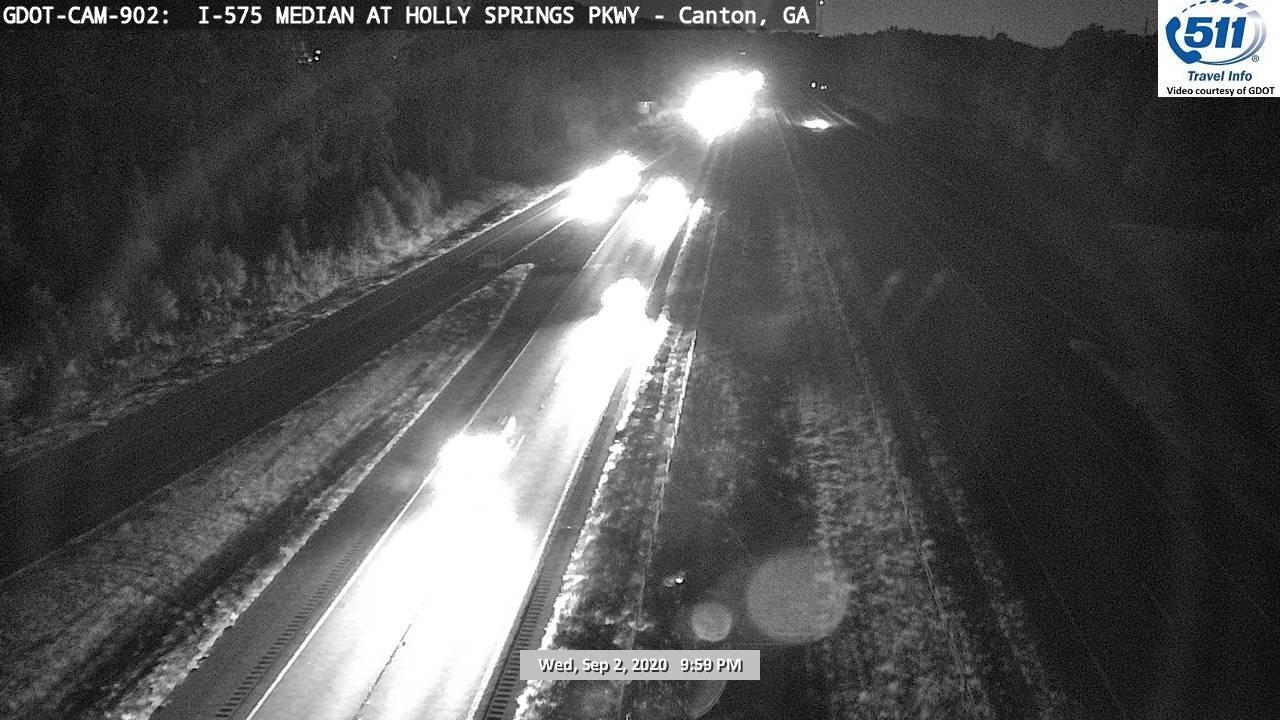 GDOT-CAM-902: I-575 MEDIAN AT HOLLY SPRINGS PKWY - Canton, GA
511
Travel Info
Video courtesy of GDOT
Wed, Sep 2, 2020 9:59 PM